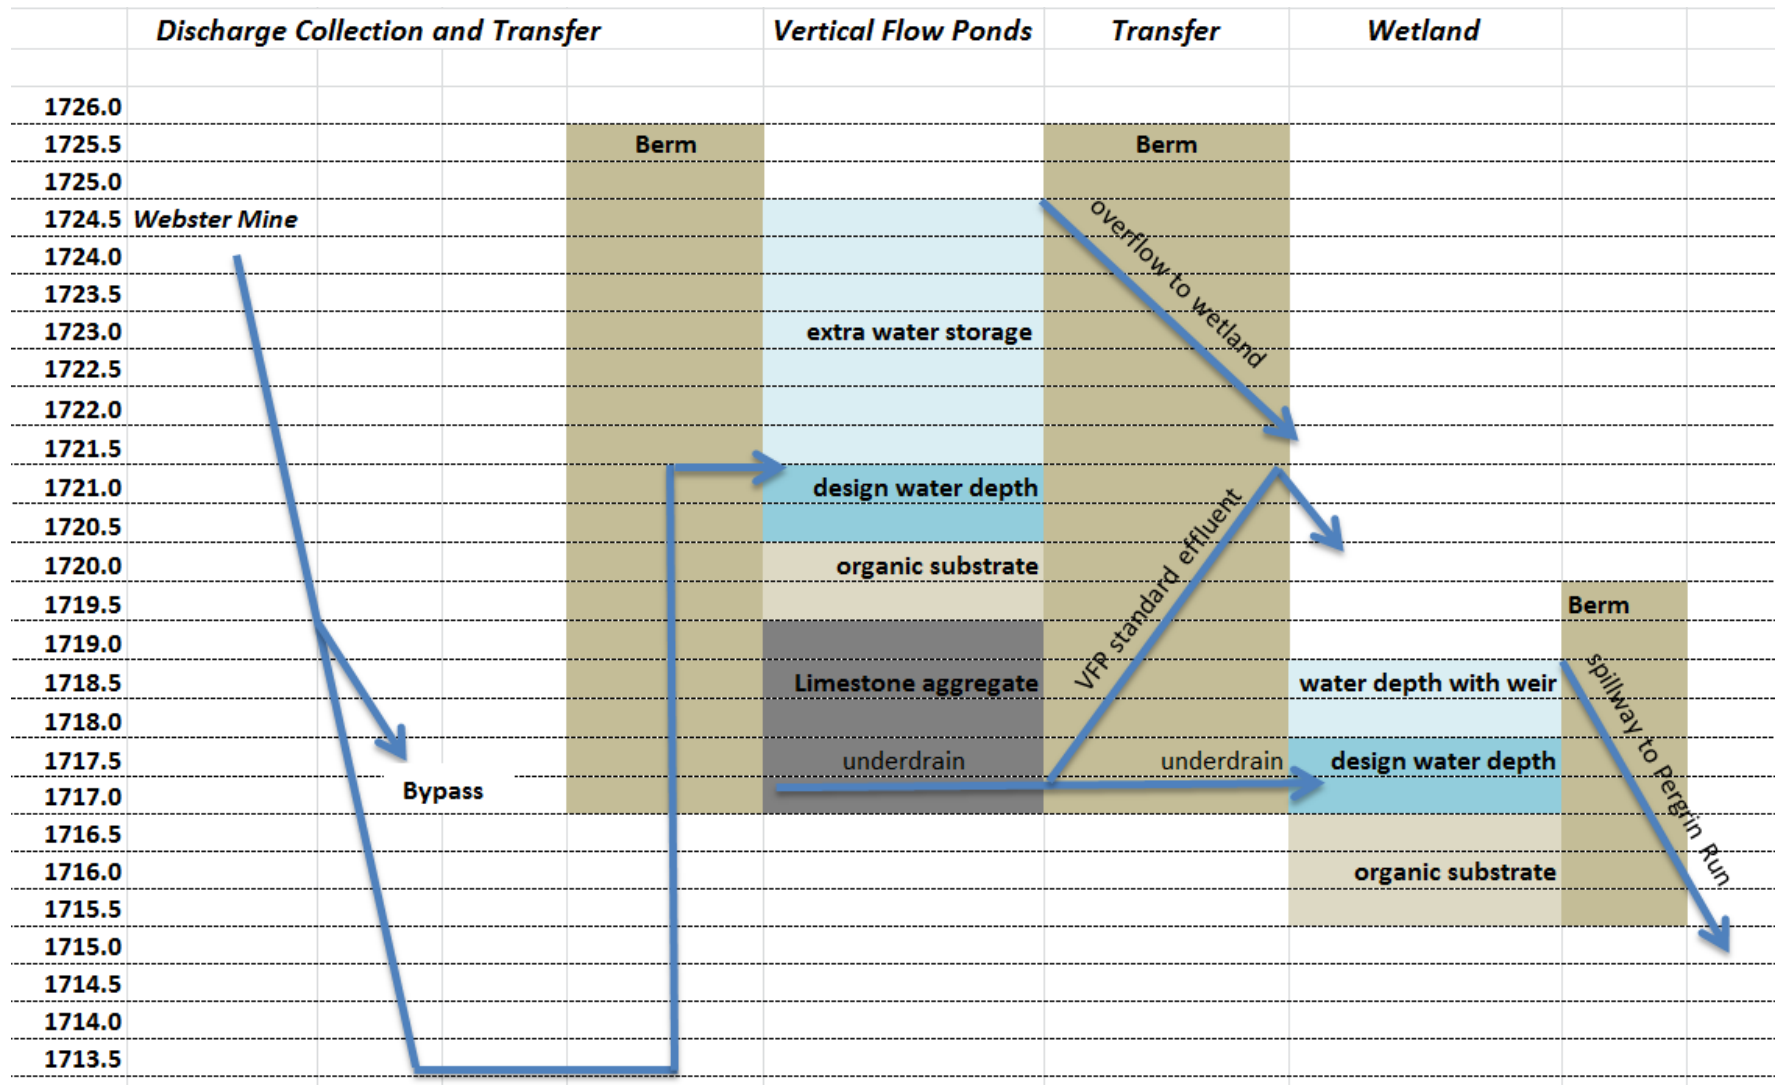 Discharge Collection and Transfer Vertical Flow Ponds Transfer Wetland
1726.0
1725.5 Berm Berm
1725.0
1724.5 Webster Mine
overflow to wetland
1724.0
1723.5
1723.0 extra water storage
1722.5
1722.0
1721.5
1721.0 design water depth
1720.5
VFP standard effluent
1720.0 organic substrate
1719.5 Berm
1719.0
1718.5 Limestone aggregate water depth with weir
spillway to Pergrin Run
1718.0
1717.5 underdrain underdrain design water depth
1717.0 Bypass
1716.5
1716.0 organic substrate
1715.5
1715.0
1714.5
1714.0
1713.5